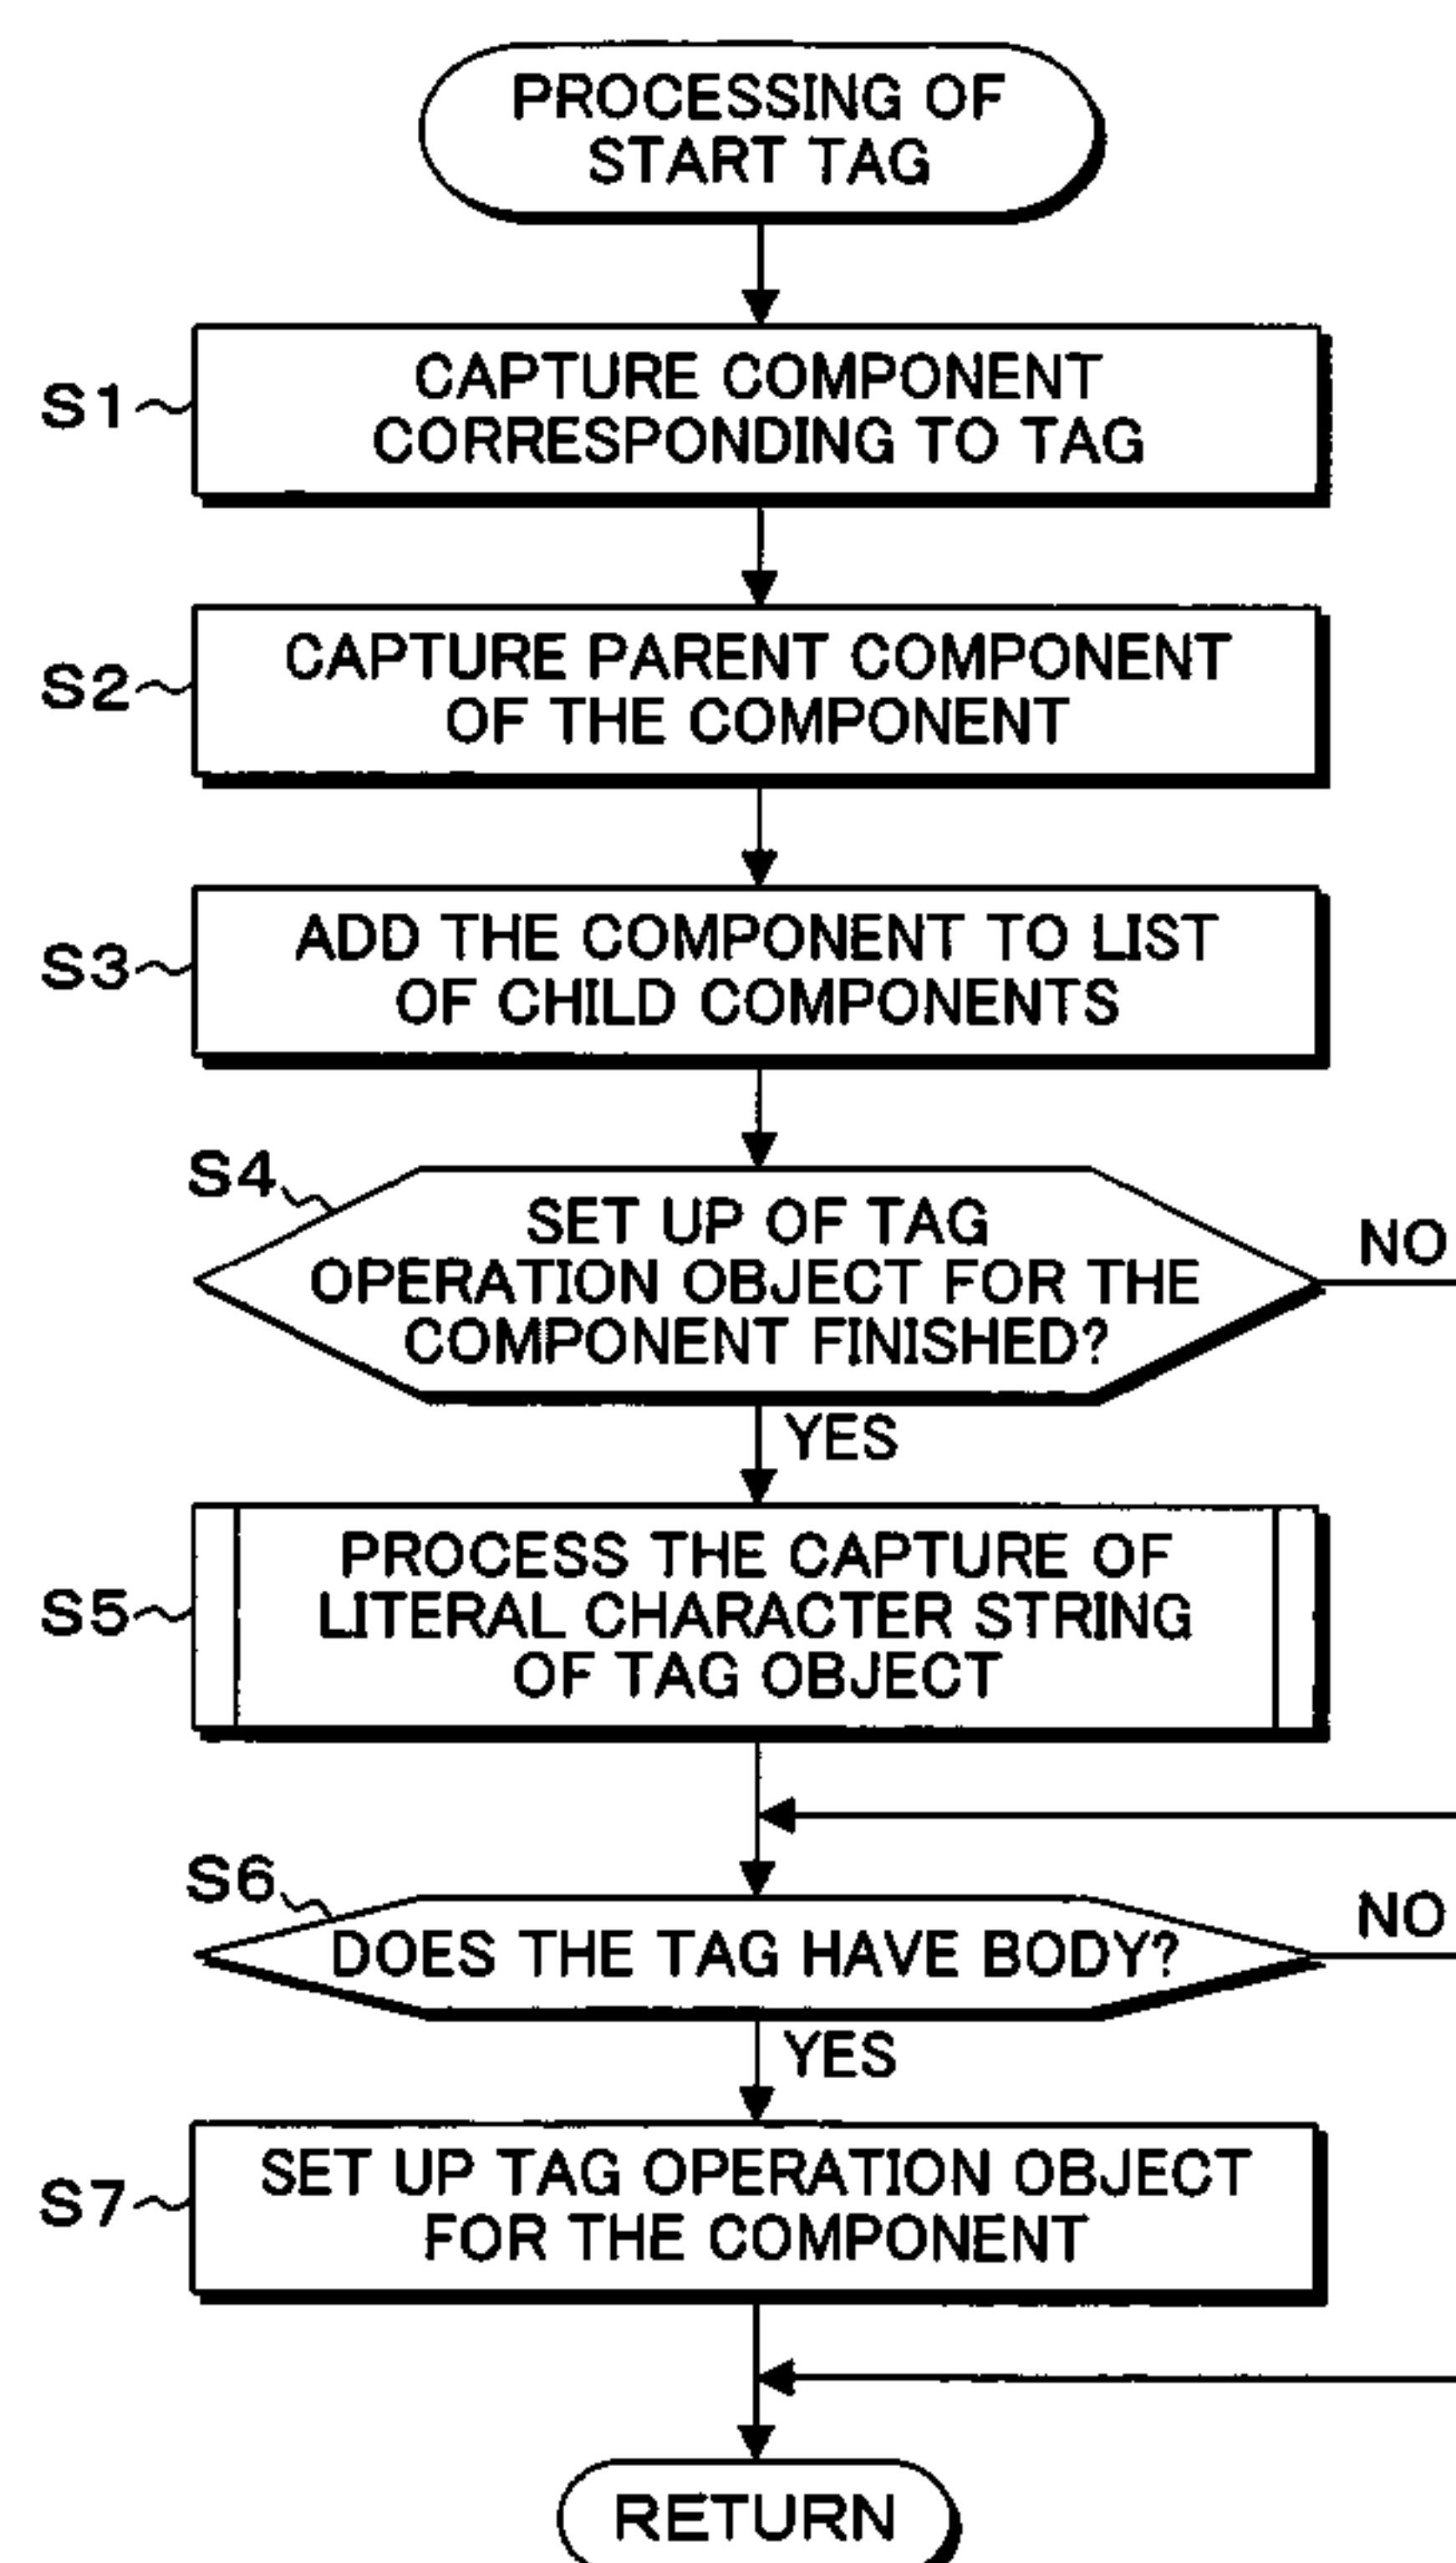 PROCESSING OF
START TAG
S1
CAPTURE COMPONENT
CORRESPONDING TO TAG
S2
CAPTURE PARENT COMPONENT
OF THE COMPONENT
S3
ADD THE COMPONENT TO LIST
OF CHILD COMPONENTS
S4
SET UP OF TAG
OPERATION OBJECT FOR THE
COMPONENT FINISHED?
NO
YES
S5
PROCESS THE CAPTURE OF
LITERAL CHARACTER STRING
OF TAG OBJECT
S6
DOES THE TAG HAVE BODY?
NO
YES
S7
SET UP TAG OPERATION OBJECT
FOR THE COMPONENT
RETURN